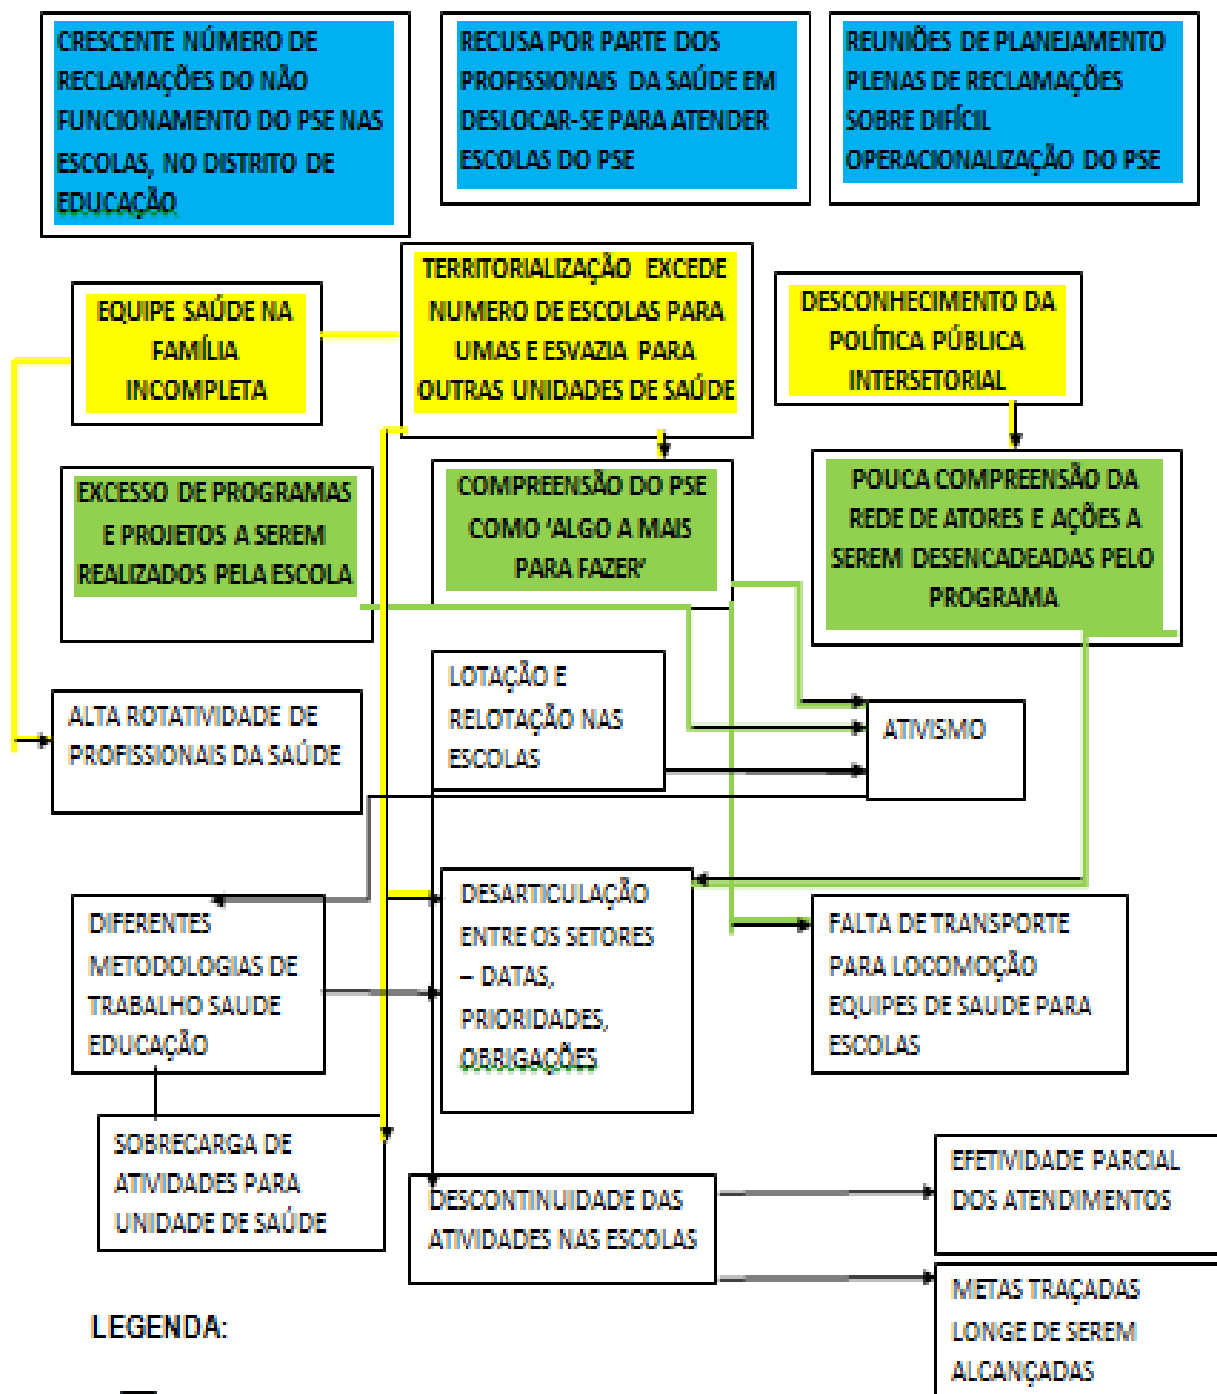 CRESCENTE NÚMERO DE
RECLAMAÇÕES DO NÃO
FUNCIONAMENTO DO PSE NAS
ESCOLAS, NO DISTRITO DE
EDUCAÇÃO
RECUSA POR PARTE DOS
PROFISSIONAIS DA SAÚDE EM
DESLOCAR-SE PARA ATENDER
ESCOLAS DO PSE
REUNIÕES DE PLANEJAMENTO
PLENAS DE RECLAMAÇÕES
SOBRE DIFÍCIL
OPERACIONALIZAÇÃO DO PSE
EQUIPE SAÚDE NA
FAMÍLIA
INCOMPLETA
TERRITORIALIZAÇÃO EXCEDE
NUMERO DE ESCOLAS PARA
UMAS E ESVAZIA PARA
OUTRAS UNIDADES DE SAÚDE
DESCONHECIMENTO DA
POLÍTICA PÚBLICA
INTERSETORIAL
EXCESSO DE PROGRAMAS
E PROJETOS A SEREM
REALIZADOS PELA ESCOLA
COMPREENSÃO DO PSE
COMO 'ALGO A MAIS
PARA FAZER'
POUCA COMPREENSÃO DA
REDE DE ATORES E AÇÕES A
SEREM DESENCADEADAS PELO
PROGRAMA
ALTA ROTATIVIDADE DE
PROFISSIONAIS DA SAÚDE
LOTAÇÃO E
RELOTAÇÃO NAS
ESCOLAS
ATIVISMO
DIFERENTES
METODOLOGIAS DE
TRABALHO SAUDE
EDUCAÇÃO
DESARTICULAÇÃO
ENTRE OS SETORES
– DATAS,
PRIORIDADES,
OBRIGAÇÕES
FALTA DE TRANSPORTE
PARA LOCOMOÇÃO
EQUIPES DE SAUDE PARA
ESCOLAS
SOBRECARGA DE
ATIVIDADES PARA
UNIDADE DE SAÚDE
DESCONTINUIDADE DAS
ATIVIDADES NAS ESCOLAS
EFETIVIDADE PARCIAL
DOS ATENDIMENTOS
METAS TRAÇADAS
LONGE DE SEREM
ALCANÇADAS
LEGENDA: